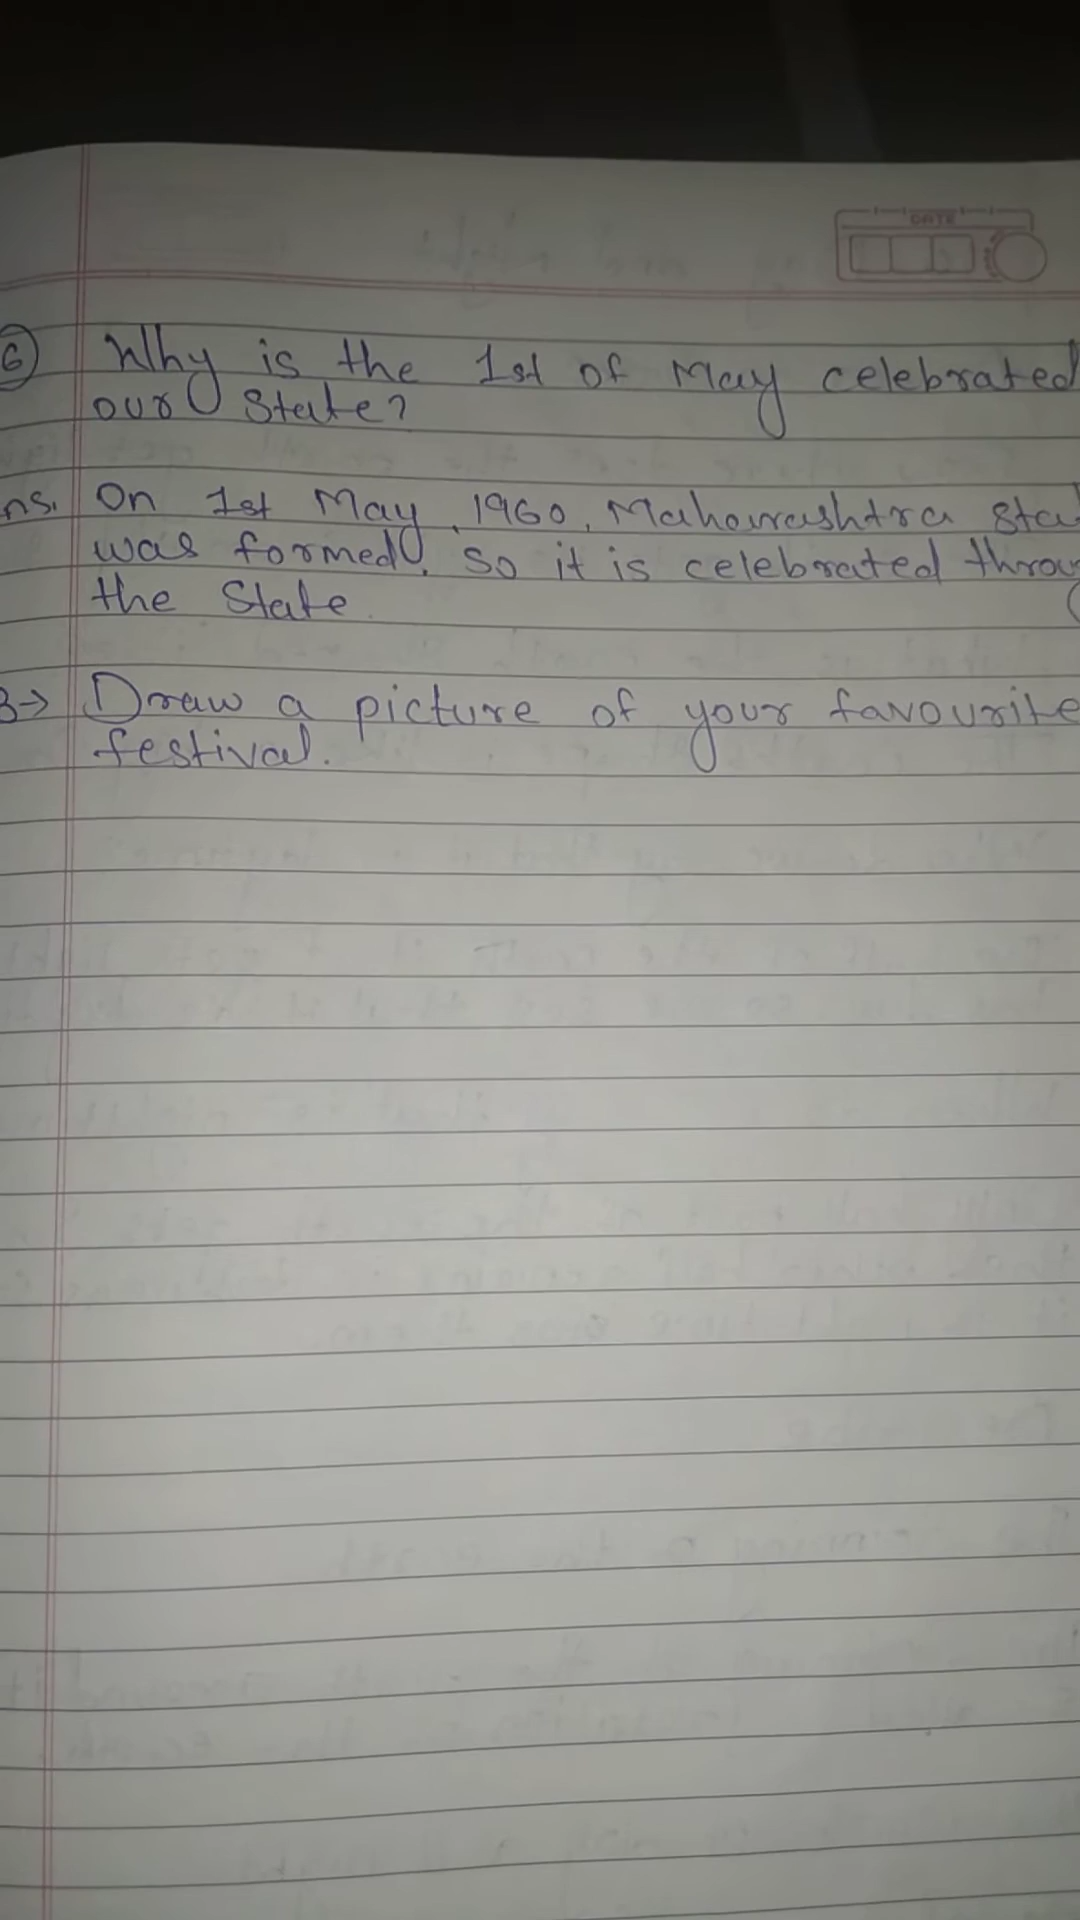 DATE
6 Why is the 1st of May celebrated
our State?
ns. On 1st May, 1960, Maharashtra sta
was formed. So it is celebrated throu
the State.
B→ Draw a picture of your favourite
festival.